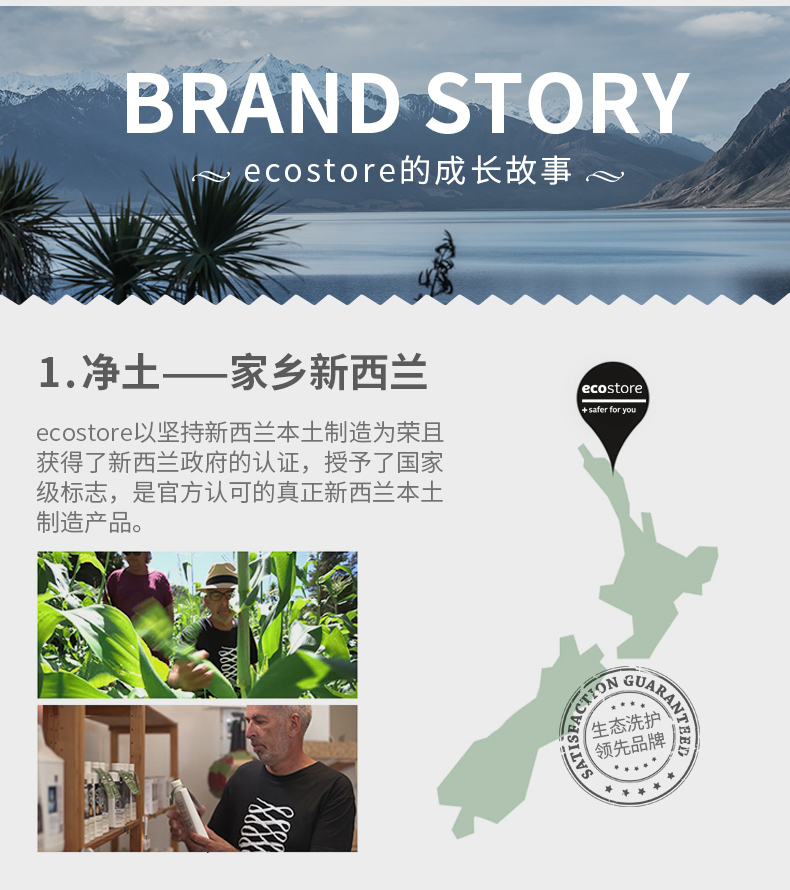 BRAND STORY
ecostore的成长故事
1.净土——家乡新西兰
ecostore以坚持新西兰本土制造为荣且
获得了新西兰政府的认证，授予了国家
级标志，是官方认可的真正新西兰本土
制造产品。
ecostore
+ safer for you
SATISFACTION GUARANTEED
生态洗护
领先品牌